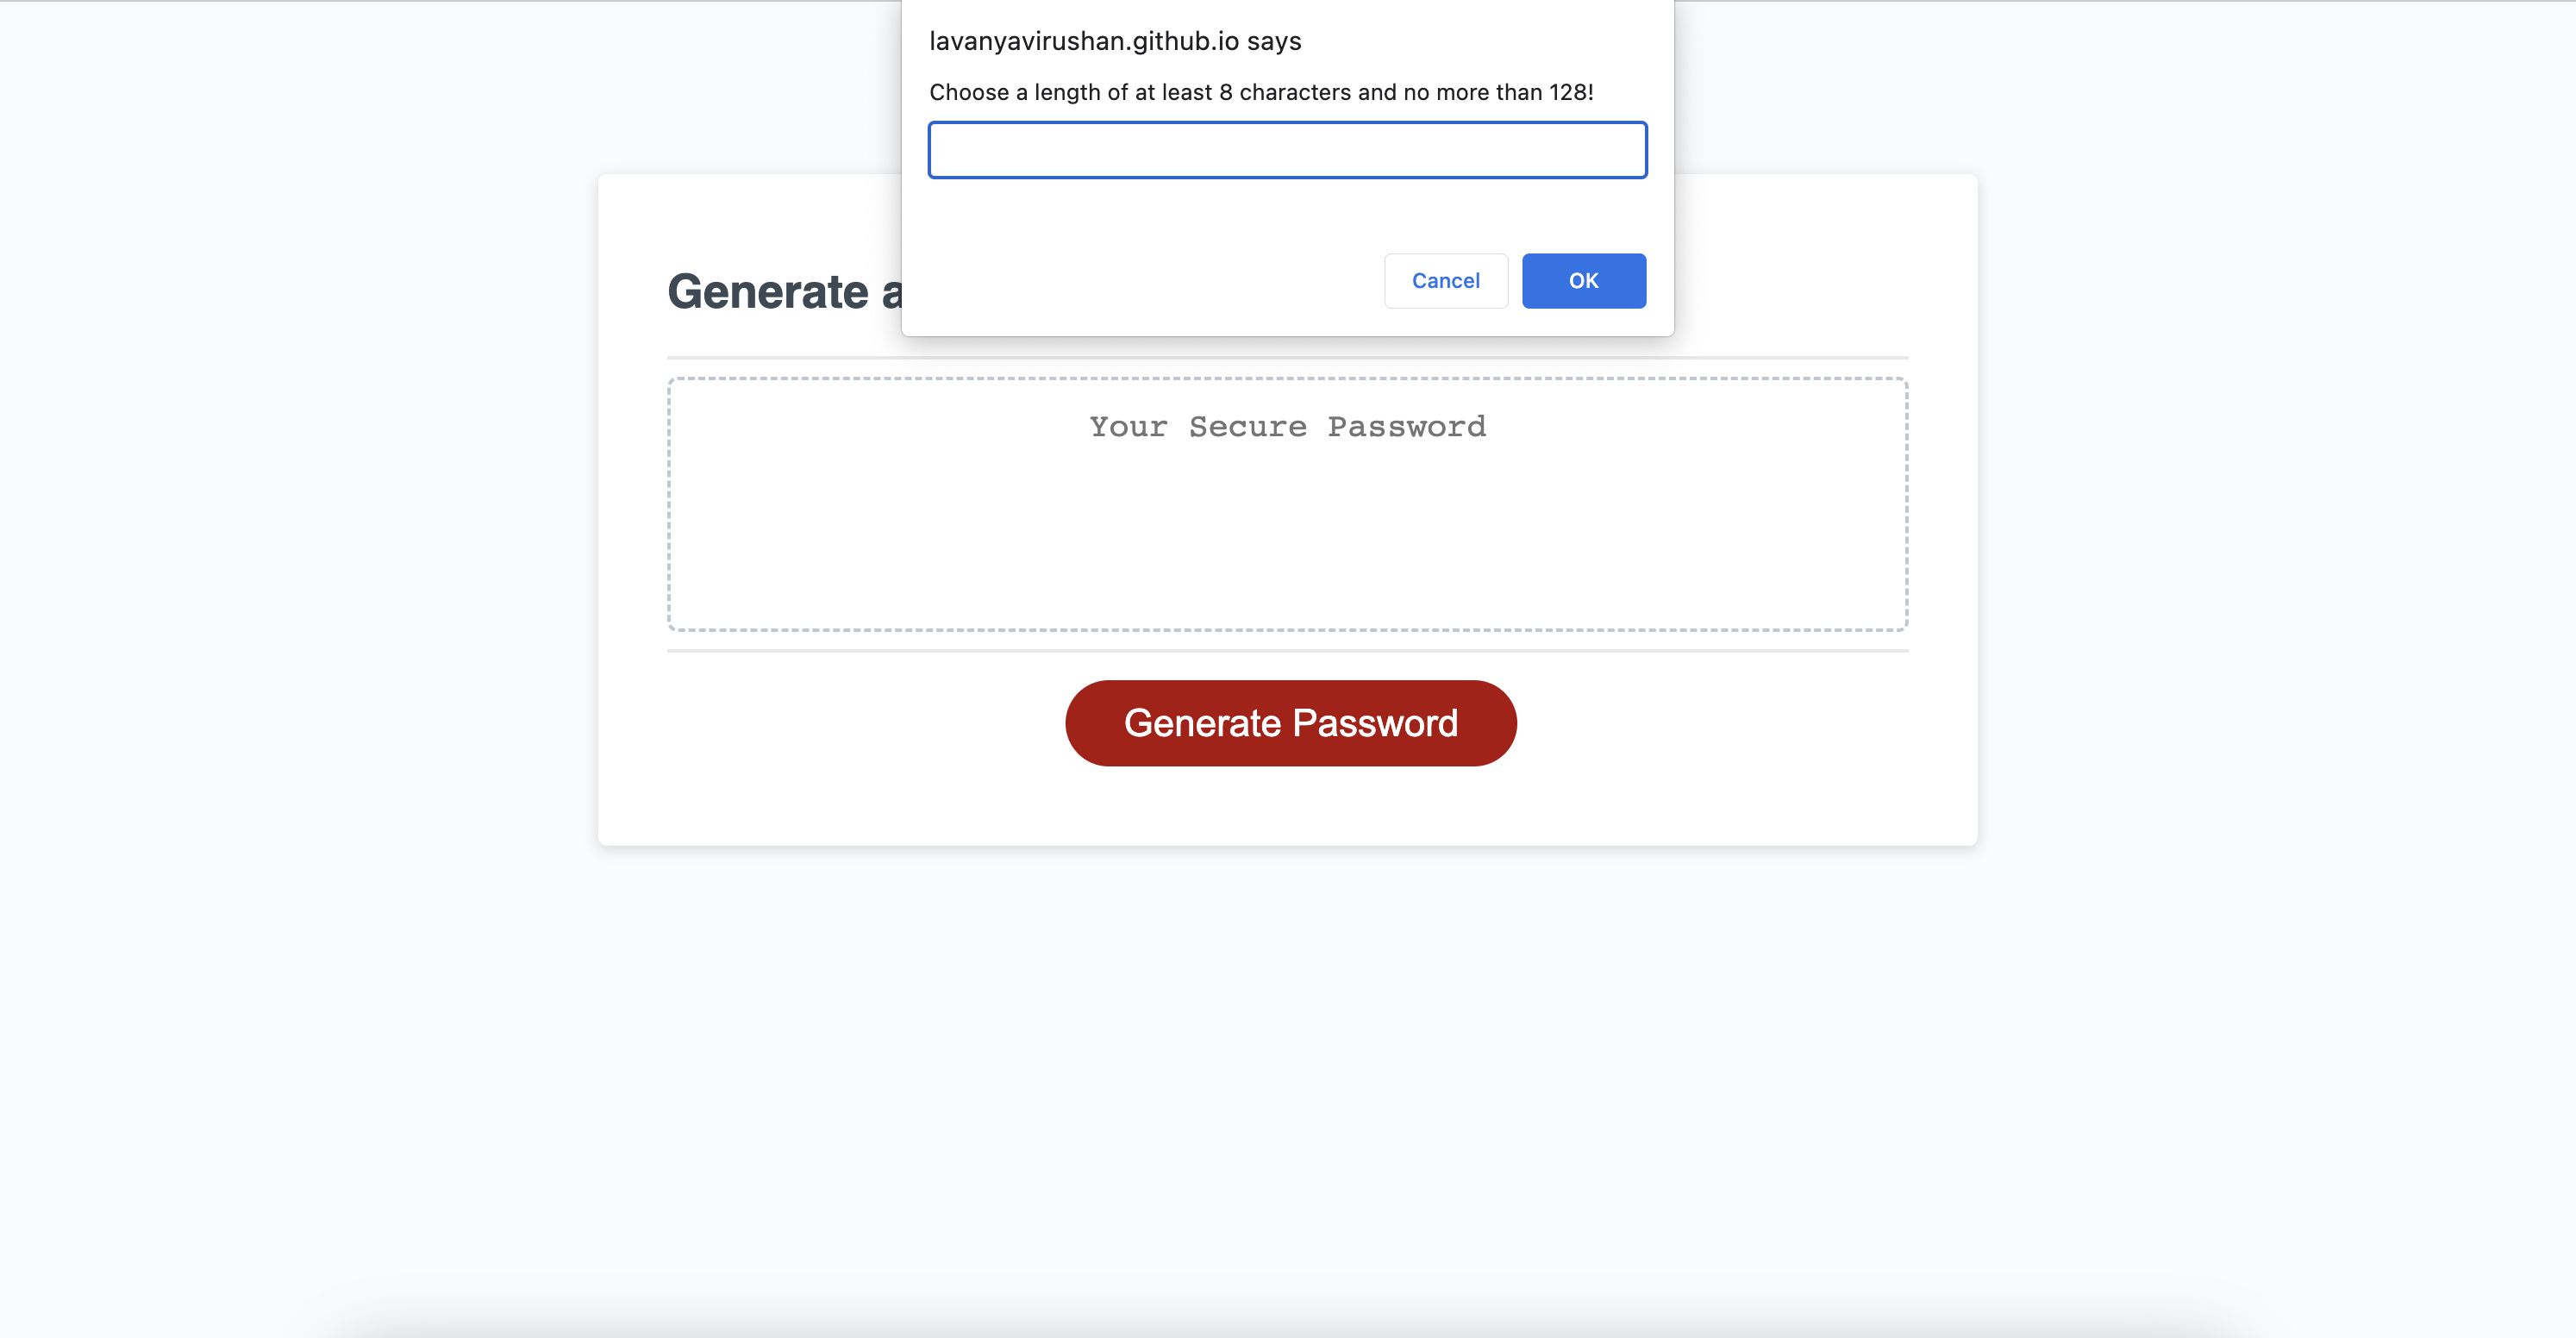 lavanyavirushan.github.io says
Choose a length of at least 8 characters and no more than 128!
Cancel
OK
Generate a
Your Secure Password
Generate Password